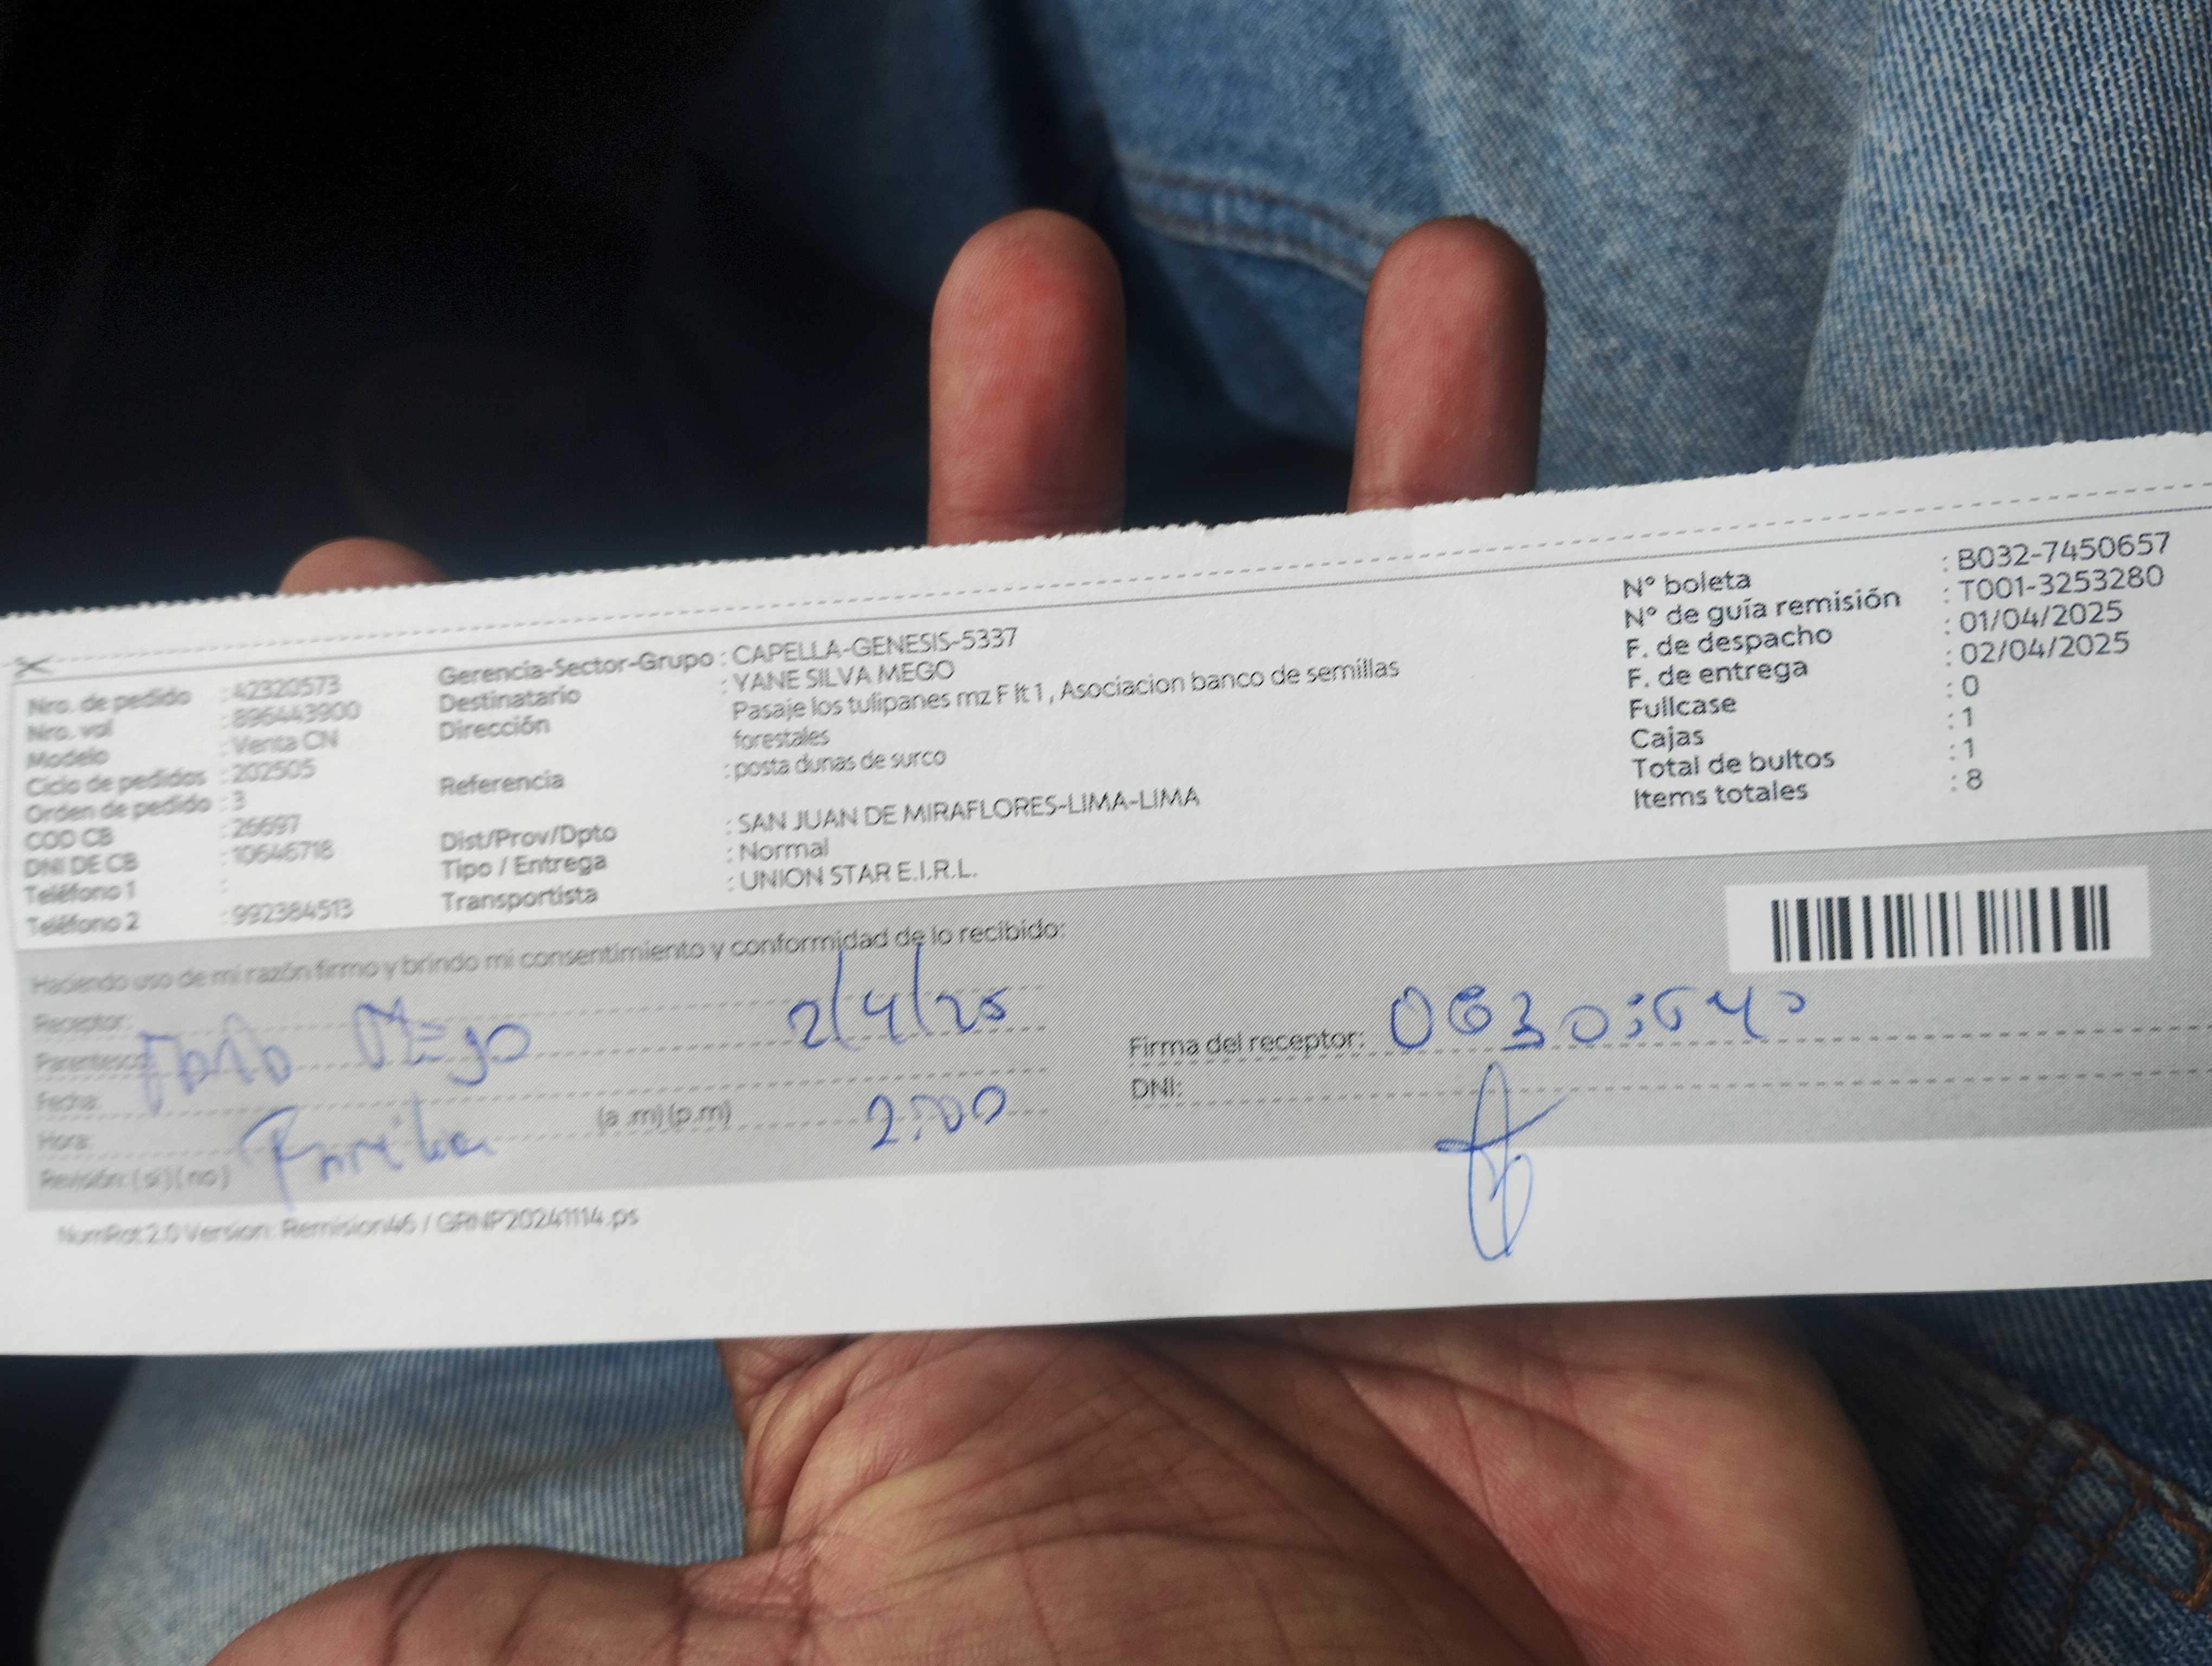 Nro. de pedido : 42320573
Nro. vol : 896443900
Modelo : Venta CN
Ciclo de pedidos : 202505
Orden de pedido : 3
COD CB : 26697
DNI DE CB : 10646718
Teléfono 1 :
Teléfono 2 : 992384513
Gerencia-Sector-Grupo : CAPELLA-GENESIS-5337
Destinatario : YANE SILVA MEGO
Dirección Pasaje los tulipanes mz F lt 1 , Asociacion banco de semillas
forestales
Referencia : posta dunas de surco
Dist/Prov/Dpto : SAN JUAN DE MIRAFLORES-LIMA-LIMA
Tipo / Entrega : Normal
Transportista : UNION STAR E.I.R.L.
N° boleta : B032-7450657
N° de guía remisión : T001-3253280
F. de despacho : 01/04/2025
F. de entrega : 02/04/2025
Fullcase : 0
Cajas : 1
Total de bultos : 1
Items totales : 8
Haciendo uso de mi razón firmo y brindo mi consentimiento y conformidad de lo recibido:
Receptor:
Parentesco: Mego 2/4/25
Fecha:
Hora: Familia (a .m) (p.m) 2:00
Revisión: ( si ) ( no )
Firma del receptor:
DNI:
NumRot 2.0 Version: Remision46 / GRNP20241114.ps